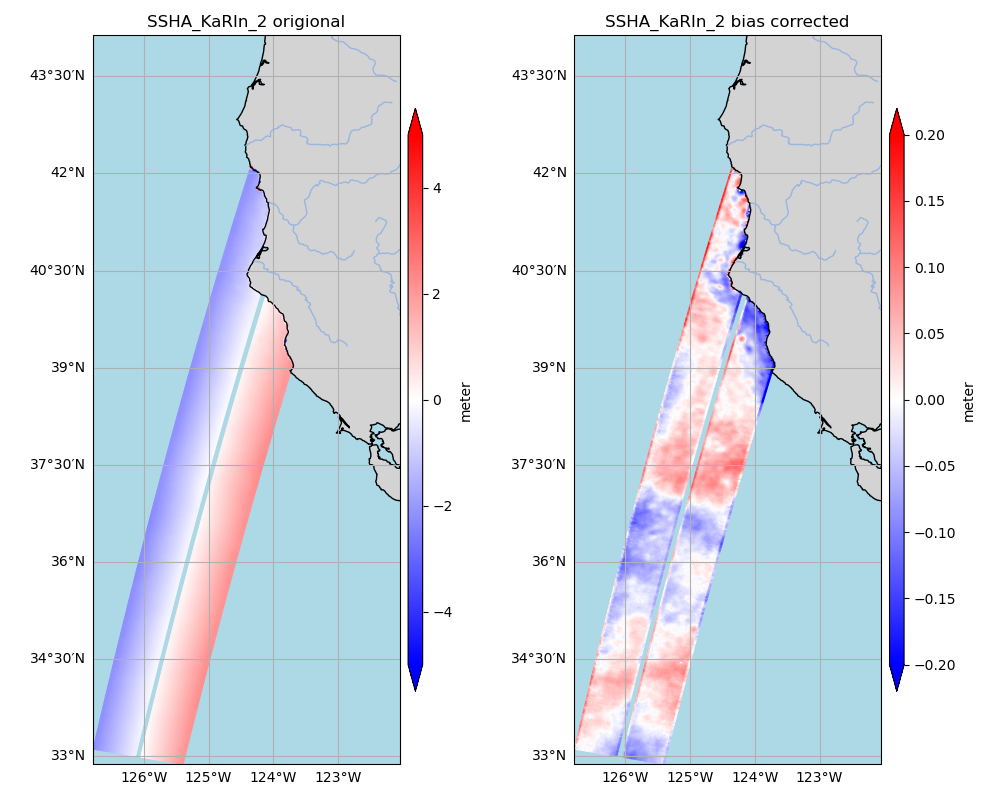 SSHA_KaRIn_2 origional
43°30′N
42°N
40°30′N
39°N
37°30′N
36°N
34°30′N
33°N
126°W 125°W 124°W 123°W
4
2
0
−2
−4
meter
SSHA_KaRIn_2 bias corrected
43°30′N
42°N
40°30′N
39°N
37°30′N
36°N
34°30′N
33°N
126°W 125°W 124°W 123°W
0.20
0.15
0.10
0.05
0.00
−0.05
−0.10
−0.15
−0.20
meter